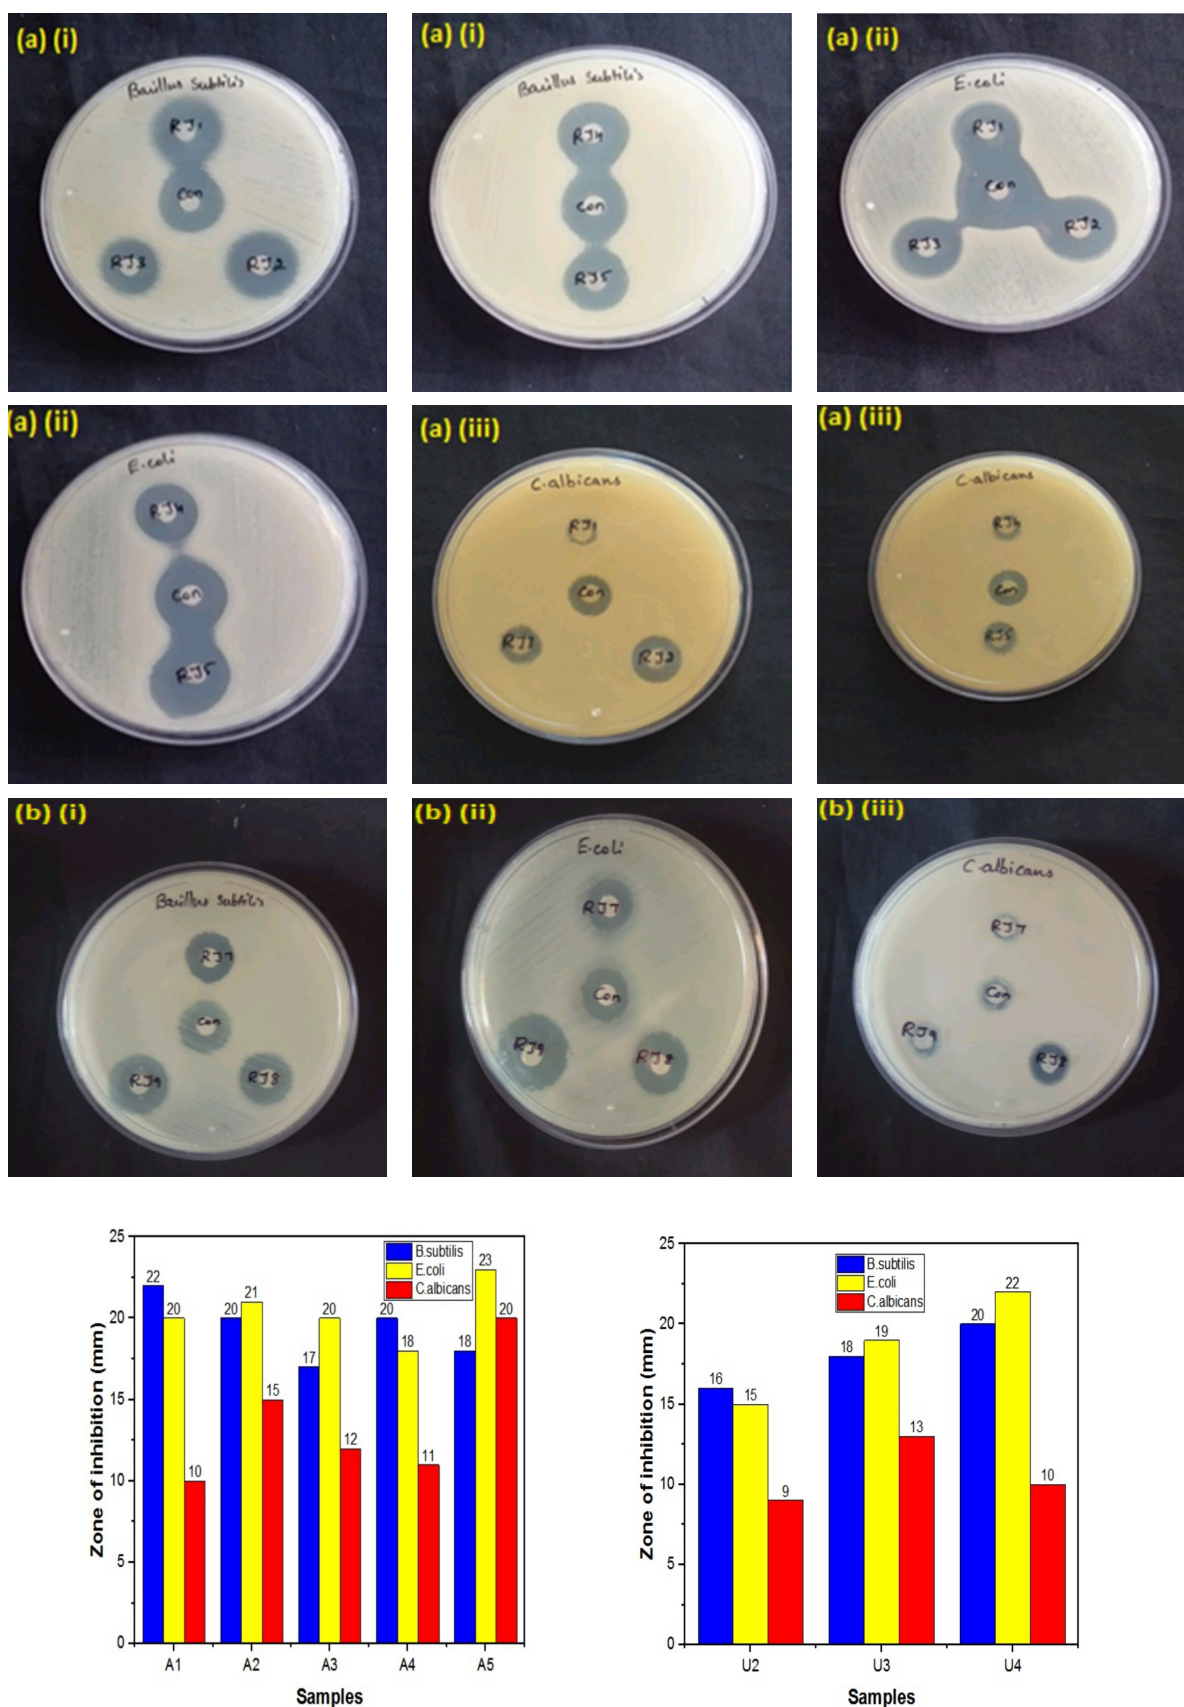 (a) (i)
Bacillus Subtilis
RJ1
Con
RJ3
RJ2
(a) (i)
Bacillus Subtilis
RJ4
Con
RJ5
(a) (ii)
E-coli
RJ1
Con
RJ3
RJ2
(a) (ii)
E-coli
RJ4
Con
RJ5
(a) (iii)
C-albicans
RJ1
Con
RJ3
RJ2
(a) (iii)
C-albicans
RJ4
Con
RJ5
(b) (i)
Bacillus Subtilis
RJ7
Con
RJ9
RJ8
(b) (ii)
E-coli
RJ7
Con
RJ9
RJ8
(b) (iii)
C-albicans
RJ7
Con
RJ9
RJ8
Zone of inhibition (mm)
25
20
15
10
5
0
B.subtilis
E.coli
C.albicans
22
20
10
20
21
15
17
20
12
20
18
11
18
23
20
A1
A2
A3
A4
A5
Samples
Zone of inhibition (mm)
25
20
15
10
5
0
B.subtilis
E.coli
C.albicans
16
15
9
18
19
13
20
22
10
U2
U3
U4
Samples